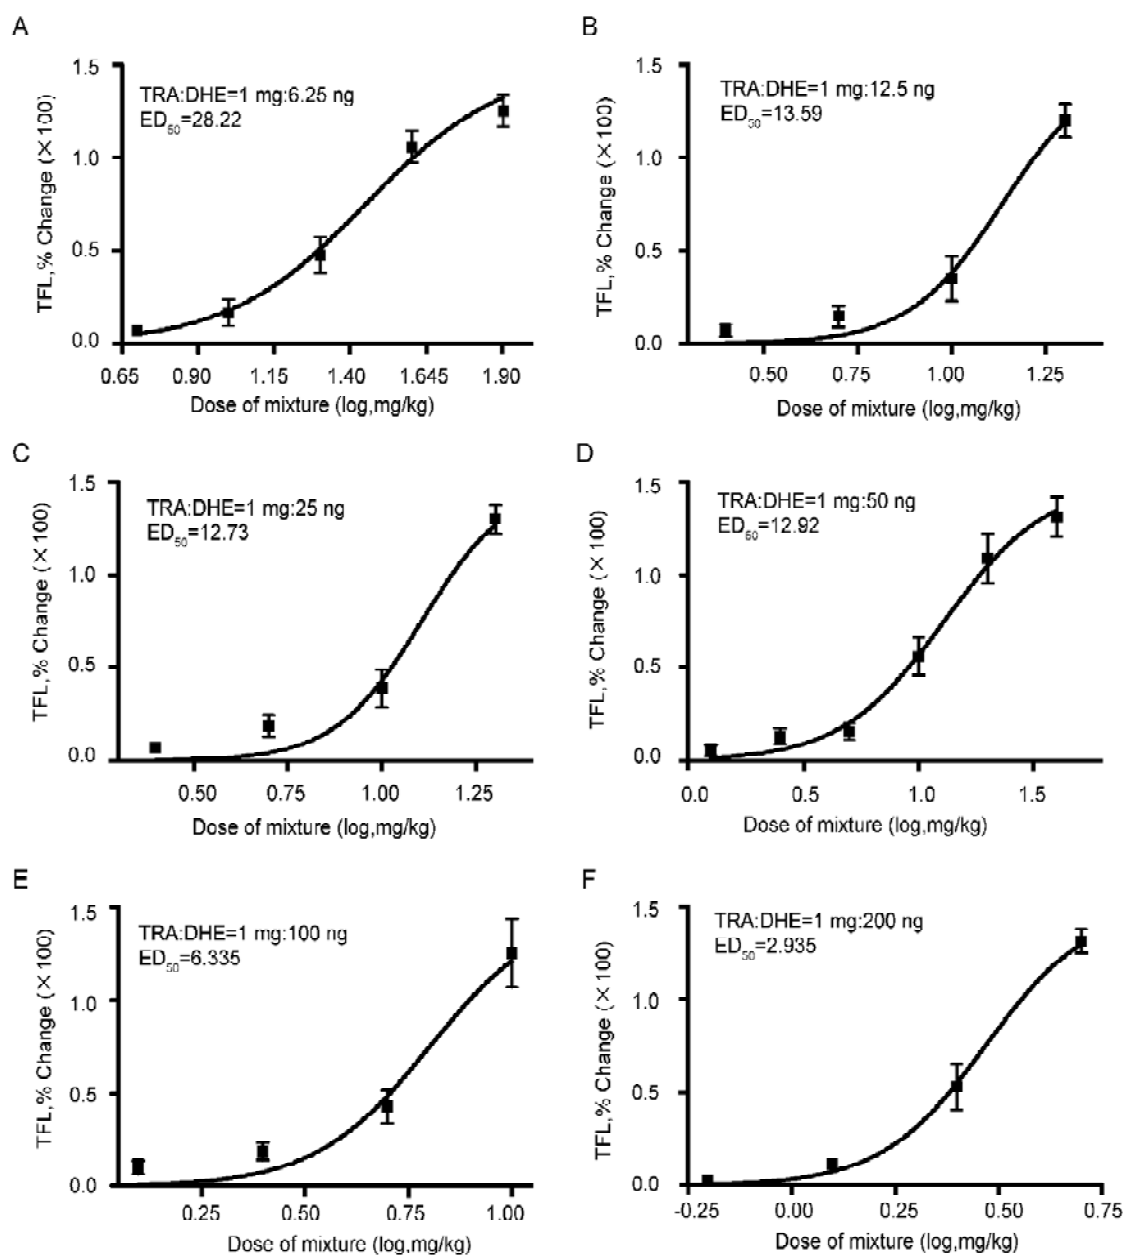 A
TFL,% Change (×100)
1.5
1.0
0.5
0.0
TRA:DHE=1 mg:6.25 ng
ED50=28.22
0.65 0.90 1.15 1.40 1.645 1.90
Dose of mixture (log,mg/kg)
B
TFL,% Change (×100)
1.5
1.0
0.5
0.0
TRA:DHE=1 mg:12.5 ng
ED50=13.59
0.50 0.75 1.00 1.25
Dose of mixture (log,mg/kg)
C
TFL,% Change (×100)
1.5
1.0
0.5
0.0
TRA:DHE=1 mg:25 ng
ED50=12.73
0.50 0.75 1.00 1.25
Dose of mixture (log,mg/kg)
D
TFL,% Change (×100)
1.5
1.0
0.5
0.0
TRA:DHE=1 mg:50 ng
ED50=12.92
0.0 0.5 1.0 1.5
Dose of mixture (log,mg/kg)
E
TFL,% Change (×100)
1.5
1.0
0.5
0.0
TRA:DHE=1 mg:100 ng
ED50=6.335
0.25 0.50 0.75 1.00
Dose of mixture (log,mg/kg)
F
TFL,% Change (×100)
1.5
1.0
0.5
0.0
TRA:DHE=1 mg:200 ng
ED50=2.935
-0.25 0.00 0.25 0.50 0.75
Dose of mixture (log,mg/kg)